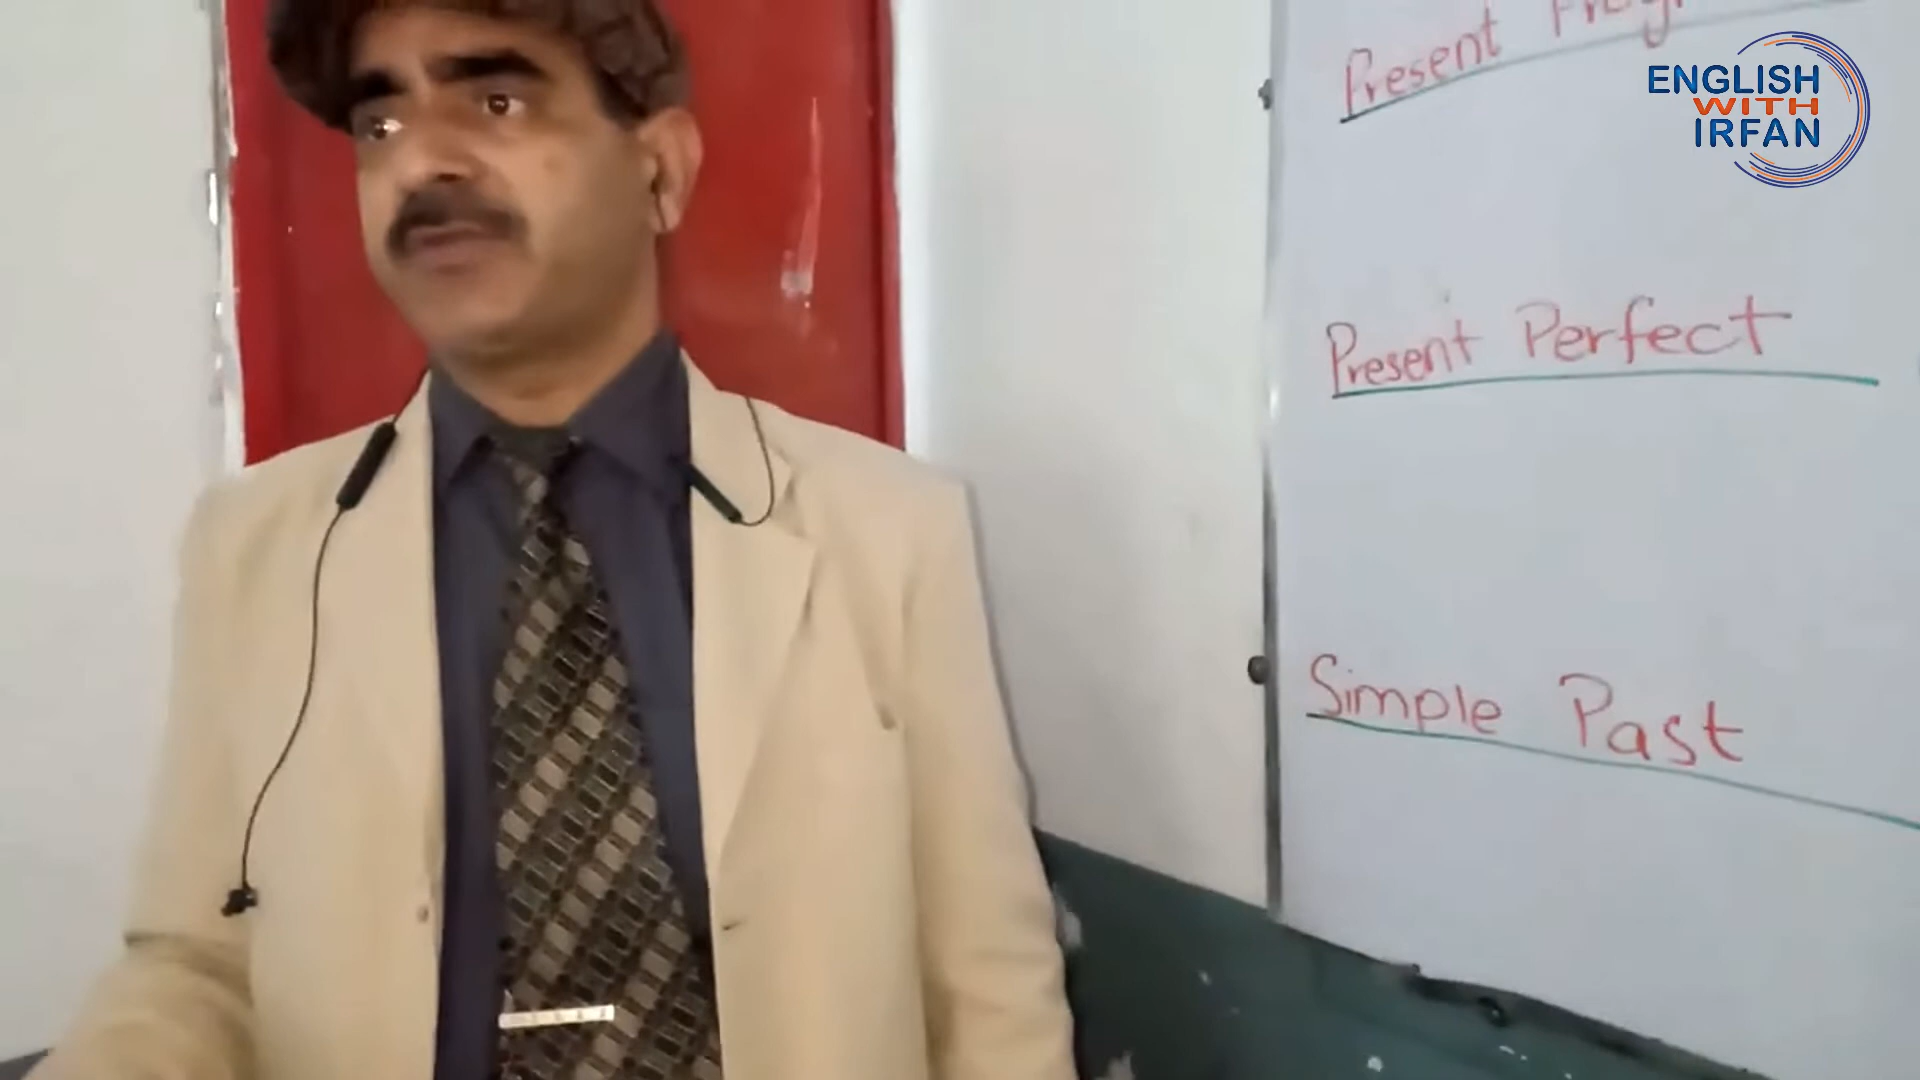 Present
ENGLISH
WITH
IRFAN
Present Perfect
Simple Past